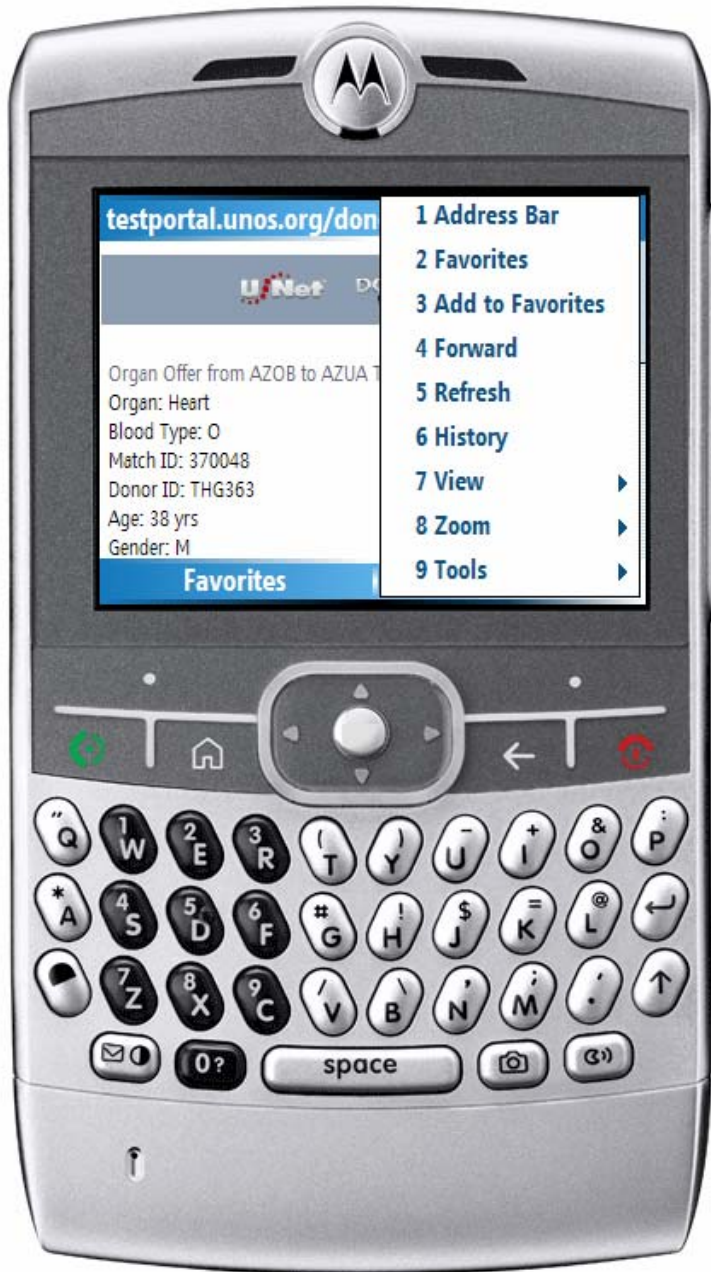 testportal.unos.org/don
UNet
Organ Offer from AZOB to AZUA T
Organ: Heart
Blood Type: O
Match ID: 370048
Donor ID: THG363
Age: 38 yrs
Gender: M
Favorites
1 Address Bar
2 Favorites
3 Add to Favorites
4 Forward
5 Refresh
6 History
7 View
8 Zoom
9 Tools
" Q 1 W 2 E 3 R ( T ) Y - U + I & O : P
* A 4 S 5 D 6 F # G ! H $ J = K @ L
7 Z 8 X 9 C / V \ B , N ; M ' .
0 ? space